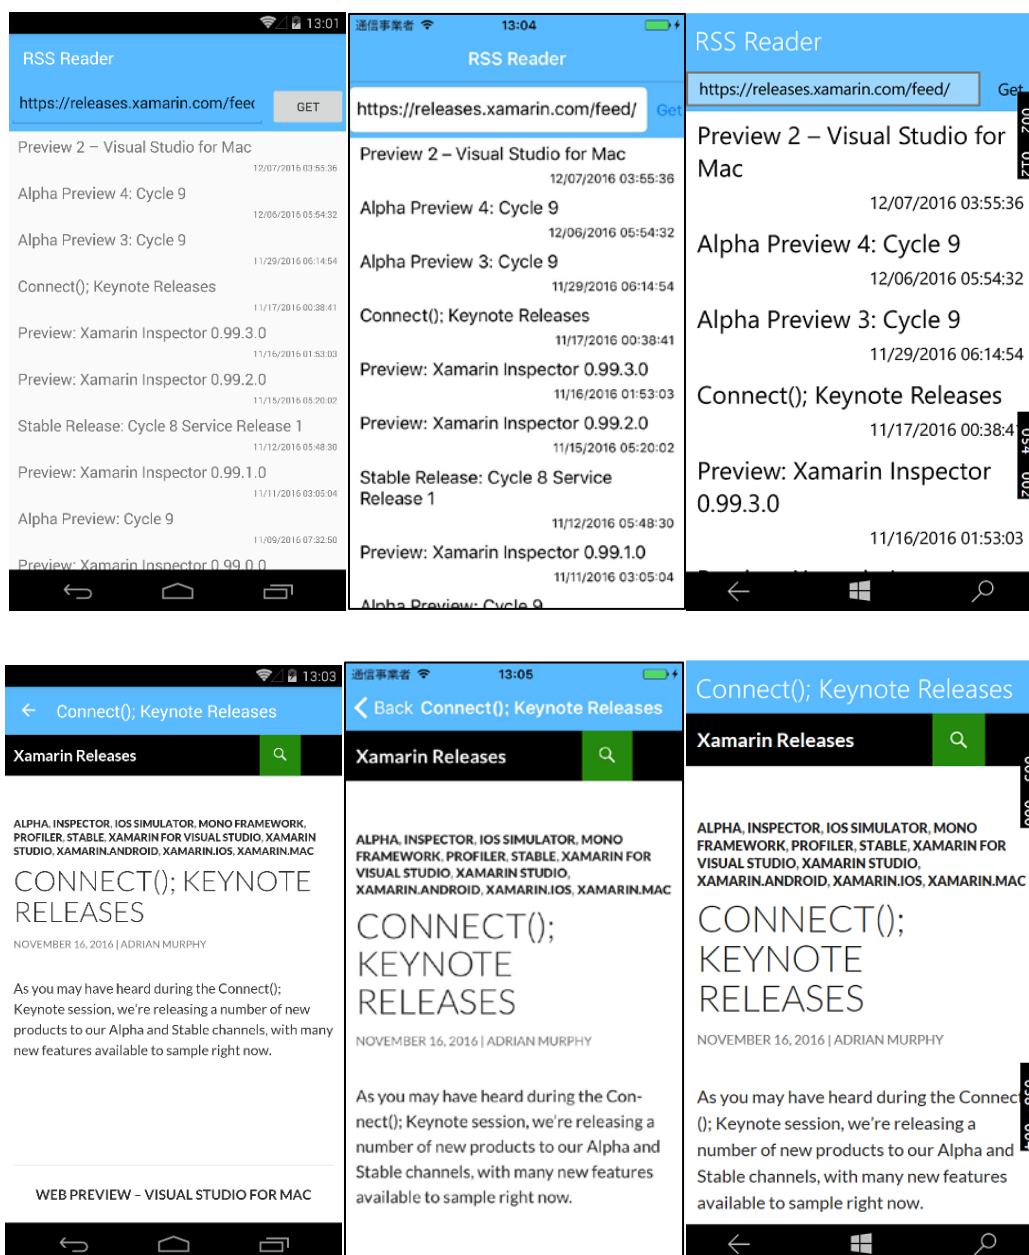 13:01
RSS Reader
https://releases.xamarin.com/feed
GET
Preview 2 – Visual Studio for Mac
12/07/2016 03:55:36
Alpha Preview 4: Cycle 9
12/06/2016 05:54:32
Alpha Preview 3: Cycle 9
11/29/2016 06:14:54
Connect(); Keynote Releases
11/17/2016 00:38:41
Preview: Xamarin Inspector 0.99.3.0
11/16/2016 01:53:03
Preview: Xamarin Inspector 0.99.2.0
11/15/2016 05:20:02
Stable Release: Cycle 8 Service Release 1
11/12/2016 05:48:30
Preview: Xamarin Inspector 0.99.1.0
11/11/2016 03:05:04
Alpha Preview: Cycle 9
11/09/2016 07:32:50
Preview: Xamarin Inspector 0.99.0.0
通信事業者 13:04
RSS Reader
https://releases.xamarin.com/feed/
Get
Preview 2 – Visual Studio for Mac
12/07/2016 03:55:36
Alpha Preview 4: Cycle 9
12/06/2016 05:54:32
Alpha Preview 3: Cycle 9
11/29/2016 06:14:54
Connect(); Keynote Releases
11/17/2016 00:38:41
Preview: Xamarin Inspector 0.99.3.0
11/16/2016 01:53:03
Preview: Xamarin Inspector 0.99.2.0
11/15/2016 05:20:02
Stable Release: Cycle 8 Service
Release 1
11/12/2016 05:48:30
Preview: Xamarin Inspector 0.99.1.0
11/11/2016 03:05:04
Alpha Preview: Cycle 9
RSS Reader
https://releases.xamarin.com/feed/
Get
Preview 2 – Visual Studio for
Mac
12/07/2016 03:55:36
Alpha Preview 4: Cycle 9
12/06/2016 05:54:32
Alpha Preview 3: Cycle 9
11/29/2016 06:14:54
Connect(); Keynote Releases
11/17/2016 00:38:4
Preview: Xamarin Inspector
0.99.3.0
11/16/2016 01:53:03
002 012
054 002
13:03
Connect(); Keynote Releases
Xamarin Releases
ALPHA, INSPECTOR, IOS SIMULATOR, MONO FRAMEWORK,
PROFILER, STABLE, XAMARIN FOR VISUAL STUDIO, XAMARIN
STUDIO, XAMARIN.ANDROID, XAMARIN.IOS, XAMARIN.MAC
CONNECT(); KEYNOTE
RELEASES
NOVEMBER 16, 2016 | ADRIAN MURPHY
As you may have heard during the Connect();
Keynote session, we're releasing a number of new
products to our Alpha and Stable channels, with many
new features available to sample right now.
WEB PREVIEW – VISUAL STUDIO FOR MAC
通信事業者 13:05
Back Connect(); Keynote Releases
Xamarin Releases
ALPHA, INSPECTOR, IOS SIMULATOR, MONO
FRAMEWORK, PROFILER, STABLE, XAMARIN FOR
VISUAL STUDIO, XAMARIN STUDIO,
XAMARIN.ANDROID, XAMARIN.IOS, XAMARIN.MAC
CONNECT();
KEYNOTE
RELEASES
NOVEMBER 16, 2016 | ADRIAN MURPHY
As you may have heard during the Con-
nect(); Keynote session, we're releasing a
number of new products to our Alpha and
Stable channels, with many new features
available to sample right now.
Connect(); Keynote Releases
Xamarin Releases
ALPHA, INSPECTOR, IOS SIMULATOR, MONO
FRAMEWORK, PROFILER, STABLE, XAMARIN FOR
VISUAL STUDIO, XAMARIN STUDIO,
XAMARIN.ANDROID, XAMARIN.IOS, XAMARIN.MAC
CONNECT();
KEYNOTE
RELEASES
NOVEMBER 16, 2016 | ADRIAN MURPHY
As you may have heard during the Connect
(); Keynote session, we're releasing a
number of new products to our Alpha and
Stable channels, with many new features
available to sample right now.